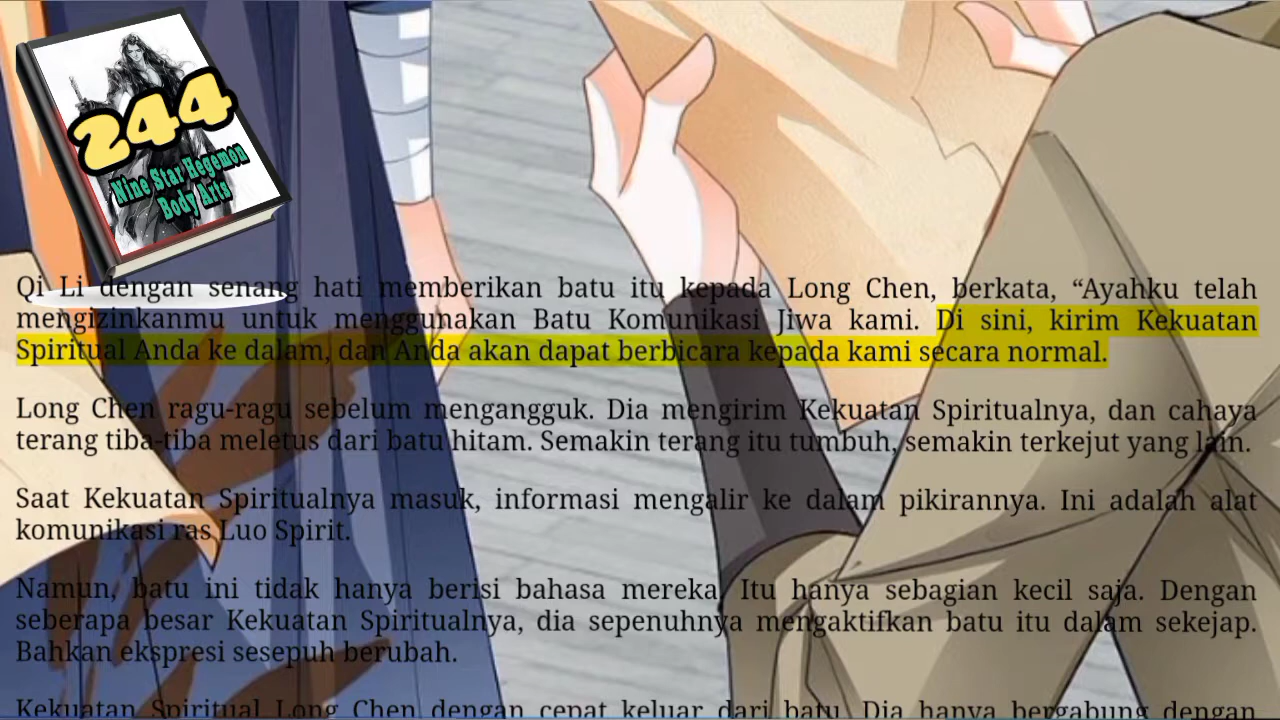 244
Nine Star Hegemon
Body Arts
Qi Li dengan senang hati memberikan batu itu kepada Long Chen, berkata, “Ayahku telah
mengizinkanmu untuk menggunakan Batu Komunikasi Jiwa kami. Di sini, kirim Kekuatan
Spiritual Anda ke dalam, dan Anda akan dapat berbicara kepada kami secara normal.
Long Chen ragu-ragu sebelum mengangguk. Dia mengirim Kekuatan Spiritualnya, dan cahaya
terang tiba-tiba meletus dari batu hitam. Semakin terang itu tumbuh, semakin terkejut yang lain.
Saat Kekuatan Spiritualnya masuk, informasi mengalir ke dalam pikirannya. Ini adalah alat
komunikasi ras Luo Spirit.
Namun, batu ini tidak hanya berisi bahasa mereka. Itu hanya sebagian kecil saja. Dengan
seberapa besar Kekuatan Spiritualnya, dia sepenuhnya mengaktifkan batu itu dalam sekejap.
Bahkan ekspresi sesepuh berubah.
Kekuatan Spiritual Long Chen dengan cepat keluar dari batu. Dia hanya bergabung dengan